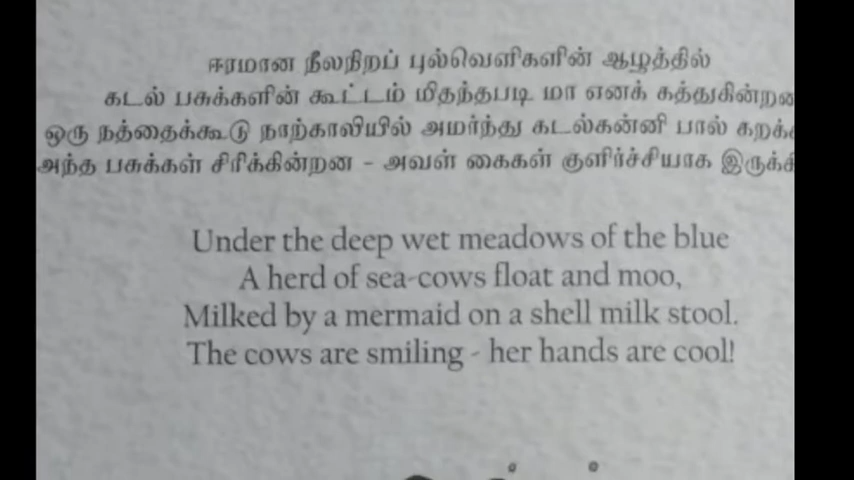 ஈரமான நீலநிறப் புல்வெளிகளின் ஆழத்தில்
கடல் பசுக்களின் கூட்டம் மிதந்தபடி மா எனக் கத்துகின்றன
ஒரு நத்தைக்கூடு நாற்காலியில் அமர்ந்து கடல்கன்னி பால்
அந்த பசுக்கள் சிரிக்கின்றன - அவள் கைகள் குளிர்ச்சியாக
Under the deep wet meadows of the blue
A herd of sea-cows float and moo,
Milked by a mermaid on a shell milk stool.
The cows are smiling - her hands are cool!